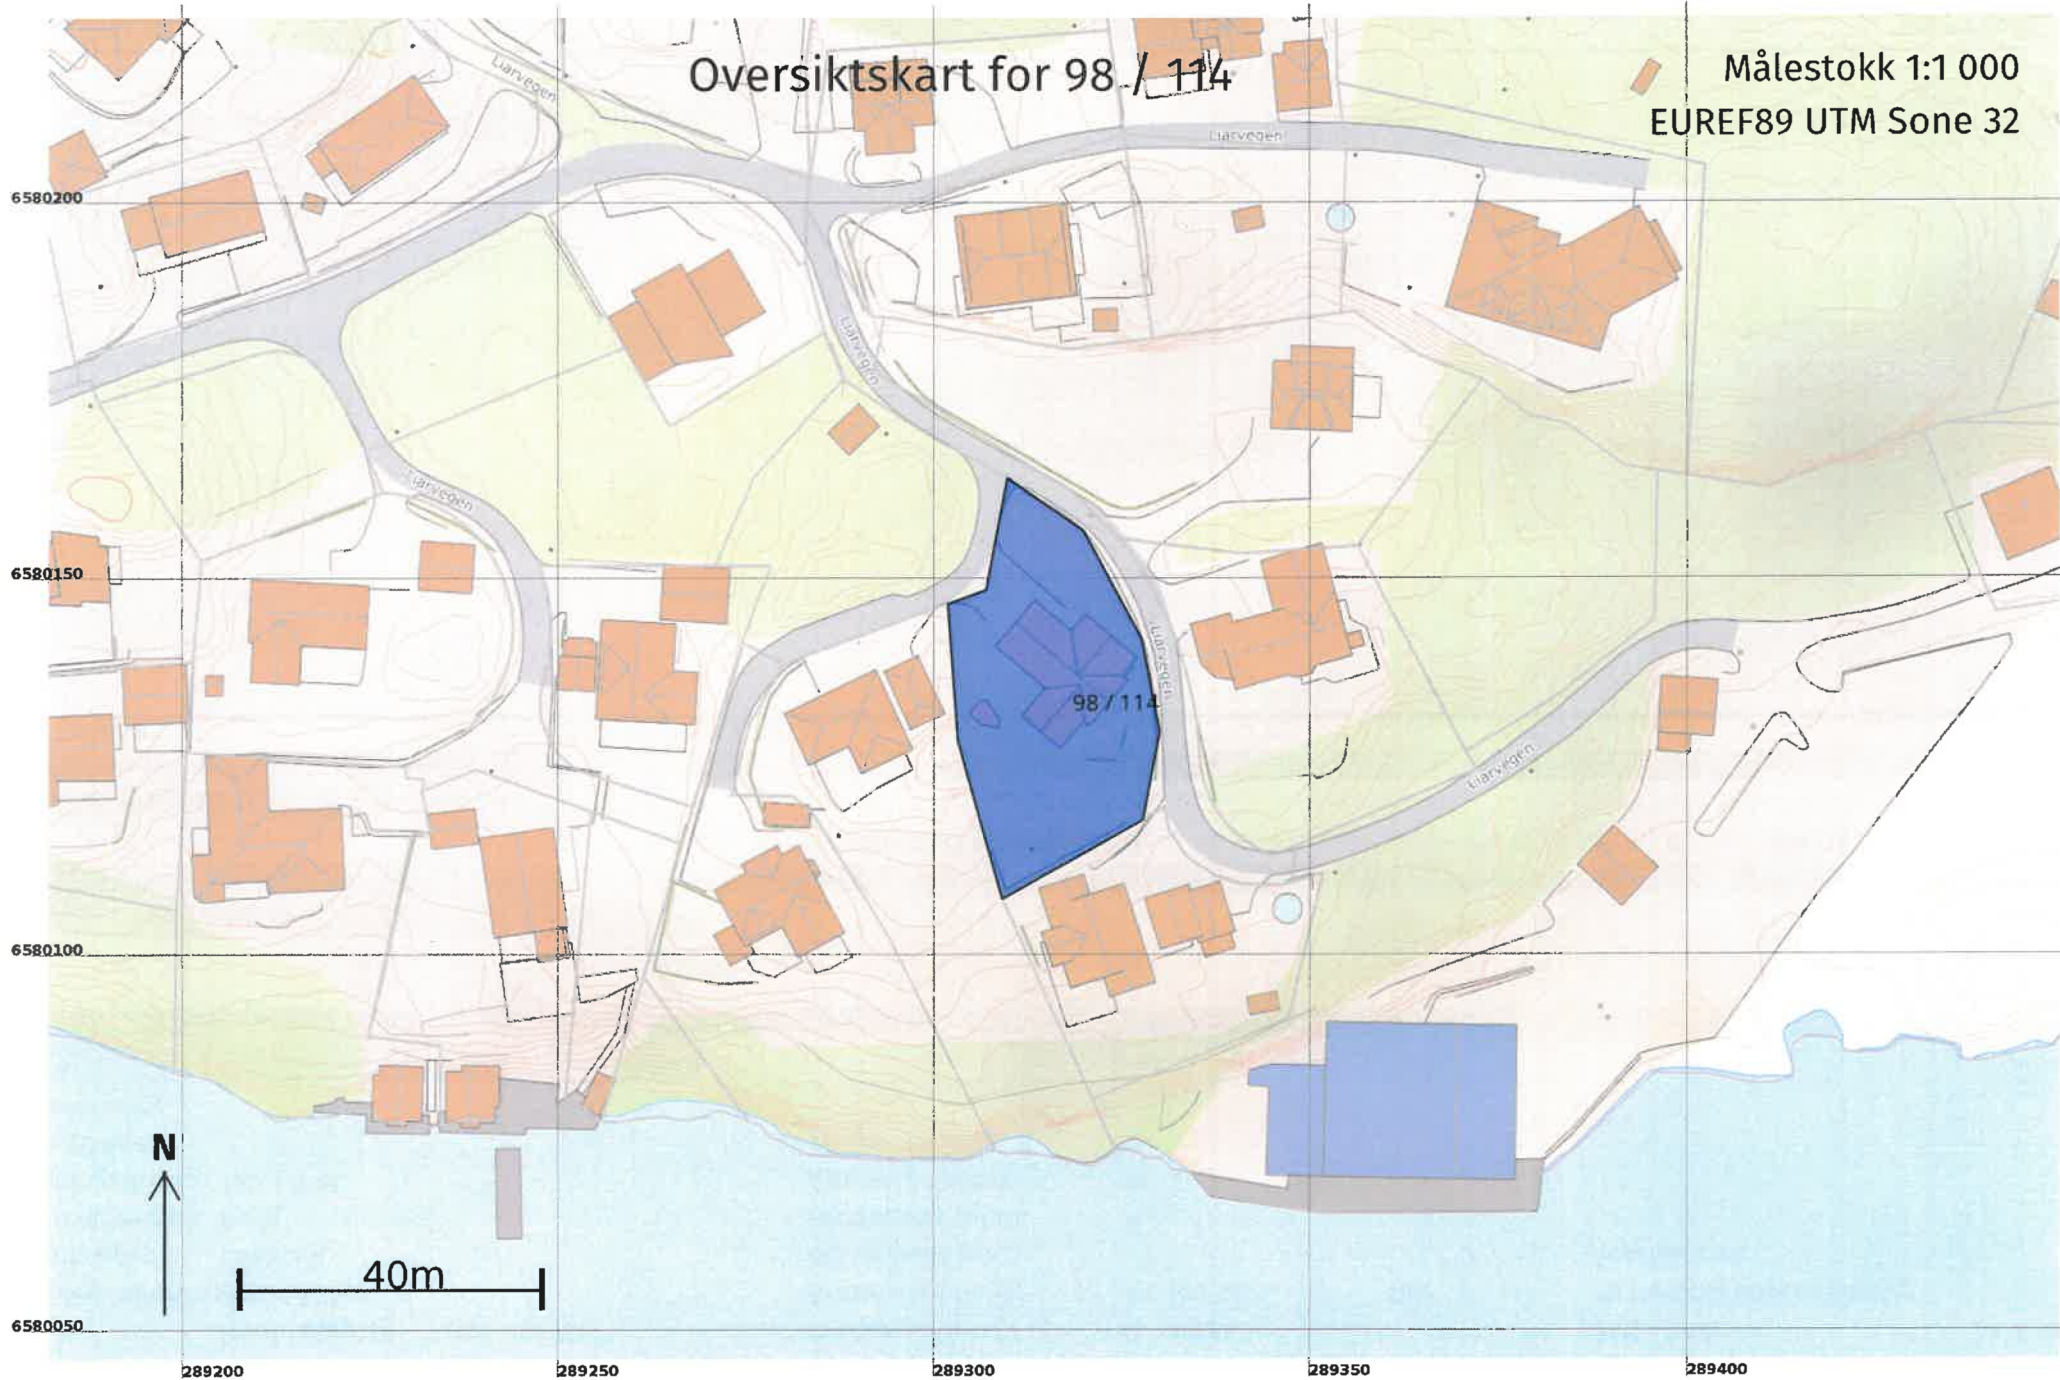 Oversiktskart for 98 / 114
Målestokk 1:1 000
EUREF89 UTM Sone 32
Liarvegen
Liarvegen
6580200
Liarvegen
Liarvegen
6580150
Liarvegen
98 / 114
Liarvegen
6580100
N
40m
6580050
289200
289250
289300
289350
289400